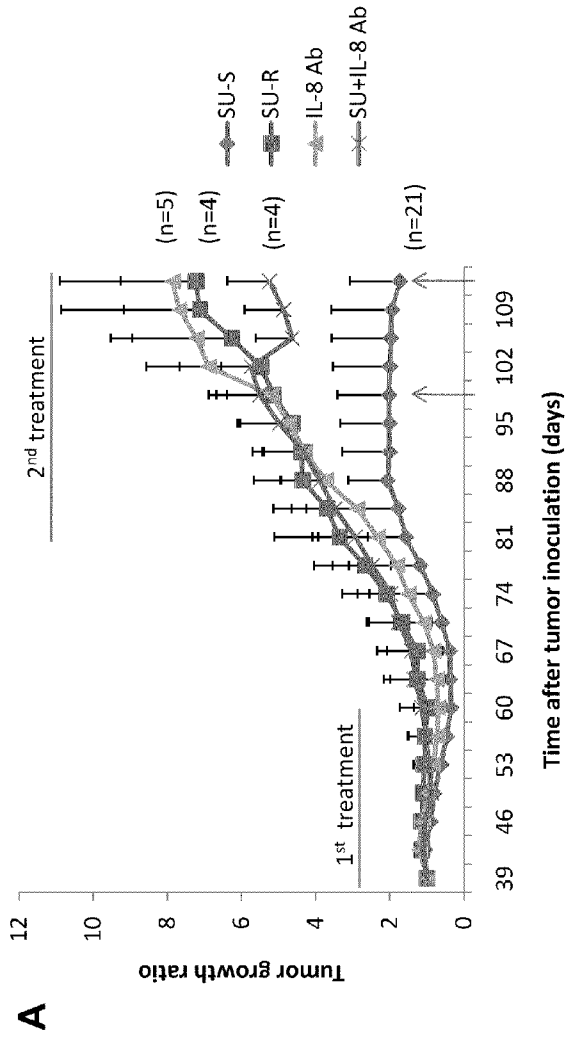 A
2nd treatment
1st treatment
(n=5)
(n=4)
(n=4)
(n=21)
SU-S
SU-R
IL-8 Ab
SU+IL-8 Ab
Tumor growth ratio
12
10
8
6
4
2
0
39 46 53 60 67 74 81 88 95 102 109
Time after tumor inoculation (days)